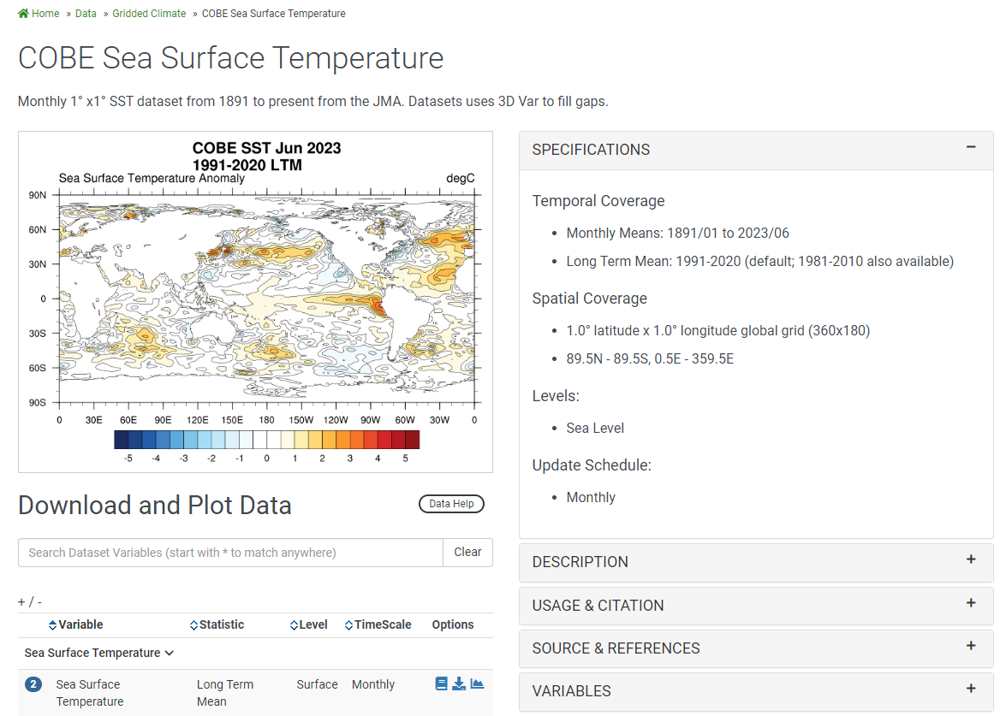 Home » Data » Gridded Climate » COBE Sea Surface Temperature
COBE Sea Surface Temperature
Monthly 1° x1° SST dataset from 1891 to present from the JMA. Datasets uses 3D Var to fill gaps.
COBE SST Jun 2023
1991-2020 LTM
Sea Surface Temperature Anomaly degC
90N
60N
30N
0
30S
60S
90S
0 30E 60E 90E 120E 150E 180 150W 120W 90W 60W 30W 0
-5 -4 -3 -2 -1 0 1 2 3 4 5
Download and Plot Data Data Help
Search Dataset Variables (start with * to match anywhere) Clear
+ / -
Variable Statistic Level TimeScale Options
Sea Surface Temperature
2 Sea Surface Temperature Long Term Mean Surface Monthly
SPECIFICATIONS −
Temporal Coverage
• Monthly Means: 1891/01 to 2023/06
• Long Term Mean: 1991-2020 (default; 1981-2010 also available)
Spatial Coverage
• 1.0° latitude x 1.0° longitude global grid (360x180)
• 89.5N - 89.5S, 0.5E - 359.5E
Levels:
• Sea Level
Update Schedule:
• Monthly
DESCRIPTION +
USAGE & CITATION +
SOURCE & REFERENCES +
VARIABLES +